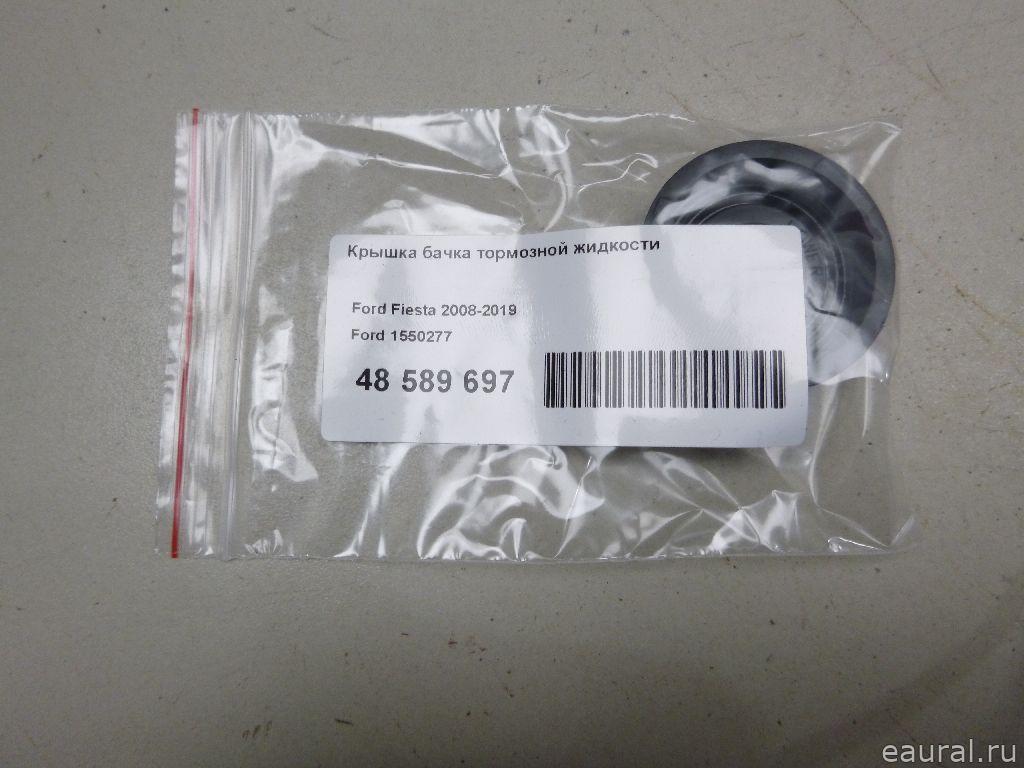 Крышка бачка тормозной жидкости
Ford Fiesta 2008-2019
Ford 1550277
48 589 697
eaural.ru